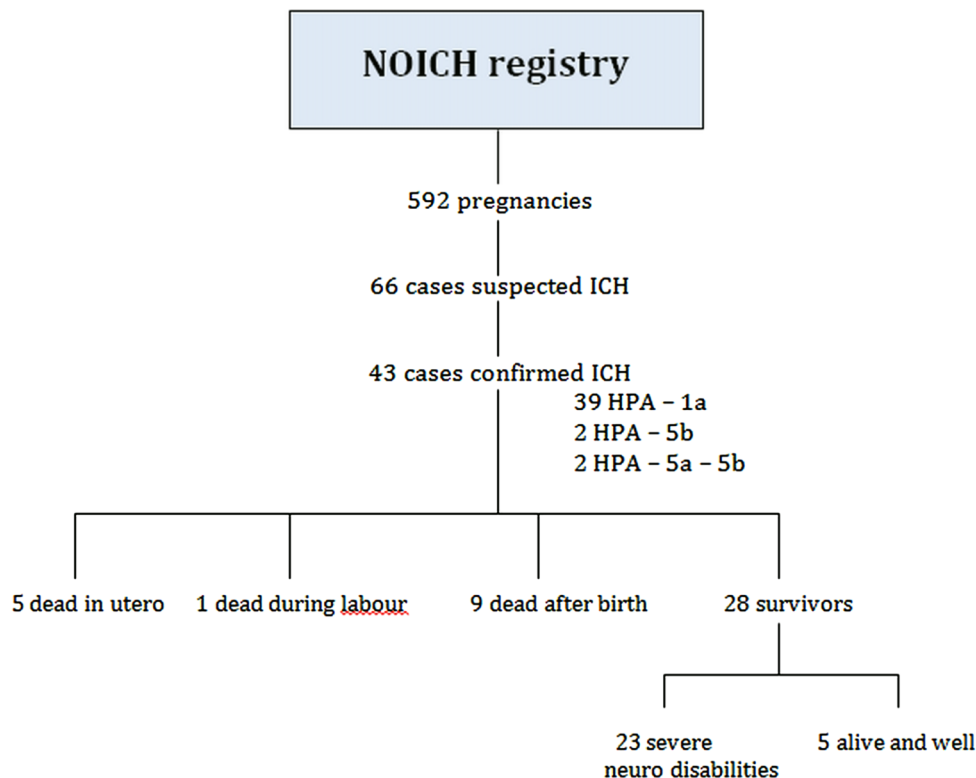 NOICH registry
592 pregnancies
66 cases suspected ICH
43 cases confirmed ICH
39 HPA – 1a
2 HPA – 5b
2 HPA – 5a – 5b
5 dead in utero
1 dead during labour
9 dead after birth
28 survivors
23 severe
neuro disabilities
5 alive and well